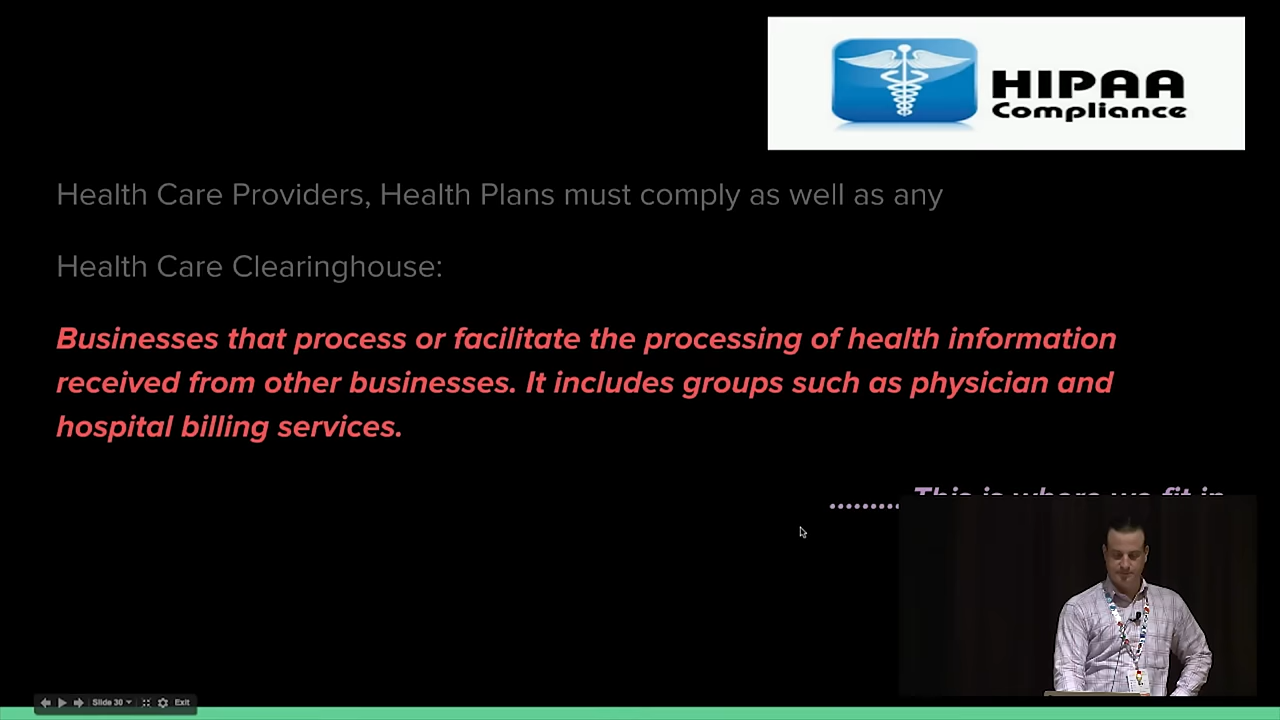 HIPAA
Compliance
Health Care Providers, Health Plans must comply as well as any
Health Care Clearinghouse:
Businesses that process or facilitate the processing of health information
received from other businesses. It includes groups such as physician and
hospital billing services.
......... This is where we fit in
Slide 30
Exit